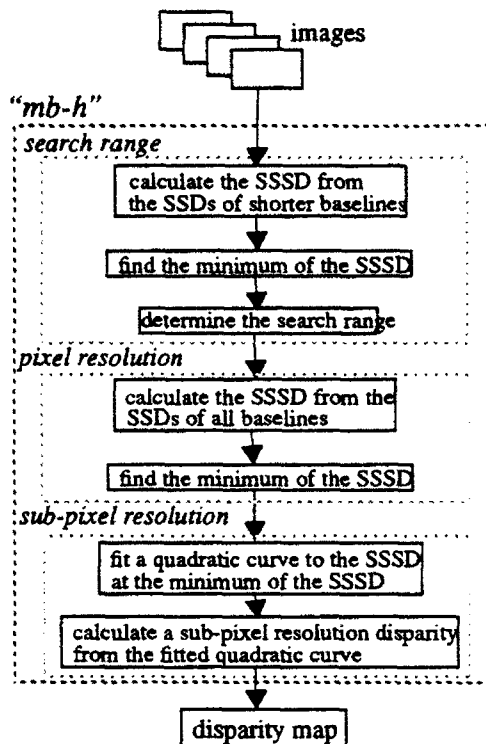 images
“mb-h”
search range
calculate the SSSD from
the SSDs of shorter baselines
find the minimum of the SSSD
determine the search range
pixel resolution
calculate the SSSD from the
SSDs of all baselines
find the minimum of the SSSD
sub-pixel resolution
fit a quadratic curve to the SSSD
at the minimum of the SSSD
calculate a sub-pixel resolution disparity
from the fitted quadratic curve
disparity map